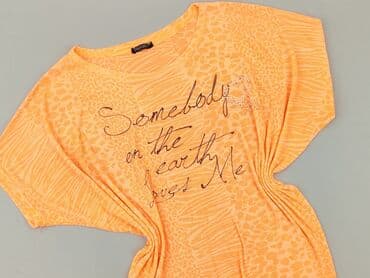 Somebody
on the
earth
Loves Me